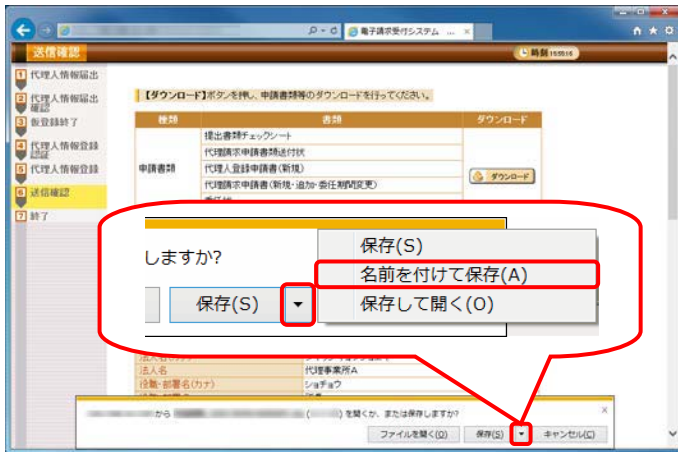 電子請求受付システム ...
送信確認
時刻 15:55:16
1 代理人情報届出
2 代理人情報届出確認
3 仮登録終了
4 代理人情報登録認証
5 代理人情報登録
6 送信確認
7 終了
【ダウンロード】ボタンを押し、申請書類等のダウンロードを行ってください。
種類 書類 ダウンロード
提出書類チェックシート
代理請求申請書類送付状
申請書類 代理人登録申請書(新規) ダウンロード
代理請求申請書(新規・追加・委任期間変更)
しますか?
保存(S)
名前を付けて保存(A)
保存(S) 保存して開く(O)
法人名 代理事業所A
役職・部署名(カナ) ショチョウ
から ( ) を開くか、または保存しますか?
ファイルを開く(O) 保存(S) キャンセル(C)